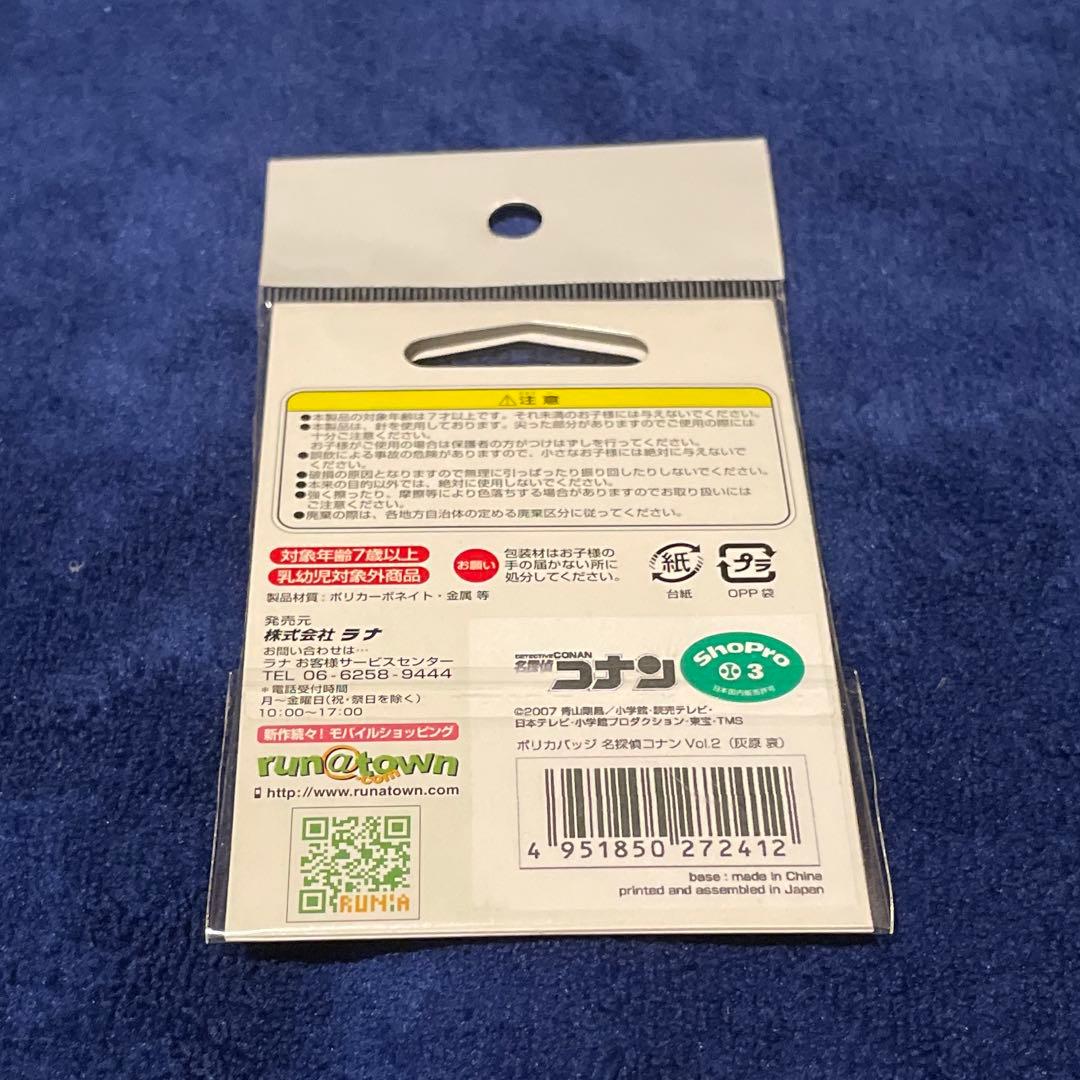 ⚠注意
●本製品の対象年齢は7才以上です。それ未満のお子様には与えないでください。
●本製品は、針を使用しております。尖った部分がありますのでご使用の際には
十分ご注意ください。
お子様がご使用の場合は保護者の方がつけはずしを行ってください。
●誤飲による事故の危険がありますので、小さなお子様には絶対に与えないで
ください。
●破損の原因となりますので無理に引っぱったり振り回したりしないでください。
●本来の目的以外では、絶対に使用しないでください。
●強く擦ったり、摩擦等により色落ちする場合がありますのでお取り扱いには
ご注意ください。
●廃棄の際は、各地方自治体の定める廃棄区分に従ってください。
対象年齢7歳以上
乳幼児対象外商品
お願い
包装材はお子様の
手の届かない所に
処分してください。
紙
台紙
プラ
OPP 袋
製品材質：ポリカーボネイト・金属 等
発売元
株式会社 ラナ
お問い合わせは…
ラナ お客様サービスセンター
TEL 06-6258-9444
＊電話受付時間
月～金曜日(祝・祭日を除く)
10:00～17:00
新作続々！モバイルショッピング
run@town
.com
http://www.runatown.com
RUNA
DETECTIVE CONAN
名探偵
コナン
ShoPro
3
日本国内販売許可
©2007 青山剛昌／小学館・読売テレビ・
日本テレビ・小学館プロダクション・東宝・TMS
ポリカバッジ 名探偵コナン Vol.2（灰原 哀）
4 951850 272412
base : made in China
printed and assembled in Japan